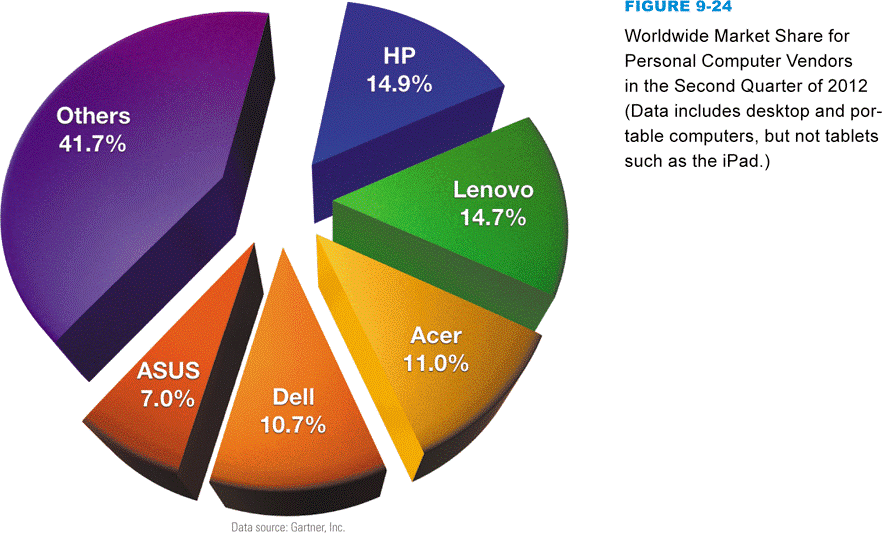 FIGURE 9-24
Worldwide Market Share for
Personal Computer Vendors
in the Second Quarter of 2012
(Data includes desktop and por-
table computers, but not tablets
such as the iPad.)
HP
14.9%
Lenovo
14.7%
Acer
11.0%
Dell
10.7%
ASUS
7.0%
Others
41.7%
Data source: Gartner, Inc.